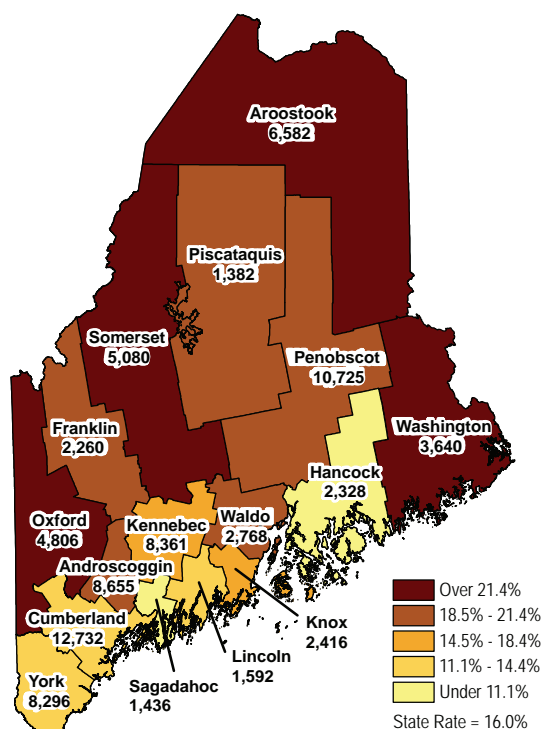 Aroostook
6,582
Piscataquis
1,382
Somerset
5,080
Penobscot
10,725
Franklin
2,260
Washington
3,640
Hancock
2,328
Oxford
4,806
Kennebec
8,361
Waldo
2,768
Androscoggin
8,655
Cumberland
12,732
Knox
2,416
Lincoln
1,592
York
8,296
Sagadahoc
1,436
Over 21.4%
18.5% - 21.4%
14.5% - 18.4%
11.1% - 14.4%
Under 11.1%
State Rate = 16.0%